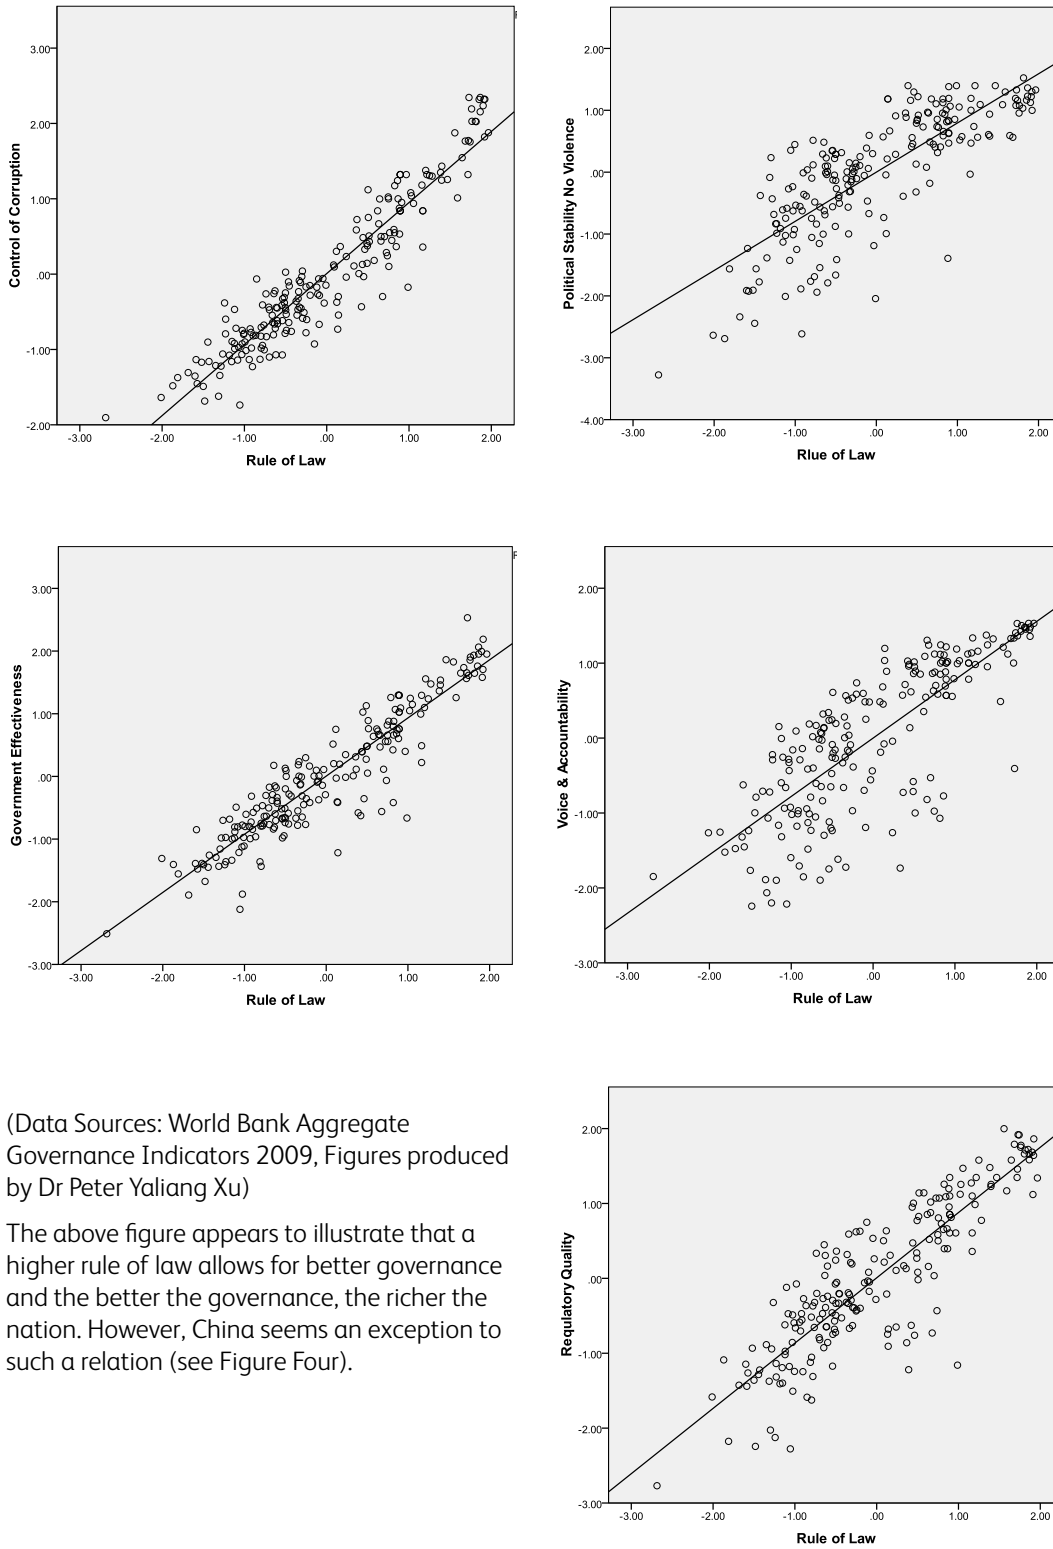 3.00
2.00
1.00
.00
-1.00
-2.00
Control of Corruption
-3.00 -2.00 -1.00 .00 1.00 2.00
Rule of Law
2.00
1.00
.00
-1.00
-2.00
-3.00
-4.00
Political Stability No Violence
-3.00 -2.00 -1.00 .00 1.00 2.00
Rlue of Law
3.00
2.00
1.00
.00
-1.00
-2.00
-3.00
Government Effectiveness
-3.00 -2.00 -1.00 .00 1.00 2.00
Rule of Law
2.00
1.00
.00
-1.00
-2.00
-3.00
Voice & Accountability
-3.00 -2.00 -1.00 .00 1.00 2.00
Rule of Law
(Data Sources: World Bank Aggregate
Governance Indicators 2009, Figures produced
by Dr Peter Yaliang Xu)
The above figure appears to illustrate that a
higher rule of law allows for better governance
and the better the governance, the richer the
nation. However, China seems an exception to
such a relation (see Figure Four).
2.00
1.00
.00
-1.00
-2.00
-3.00
Requlatory Quality
-3.00 -2.00 -1.00 .00 1.00 2.00
Rule of Law